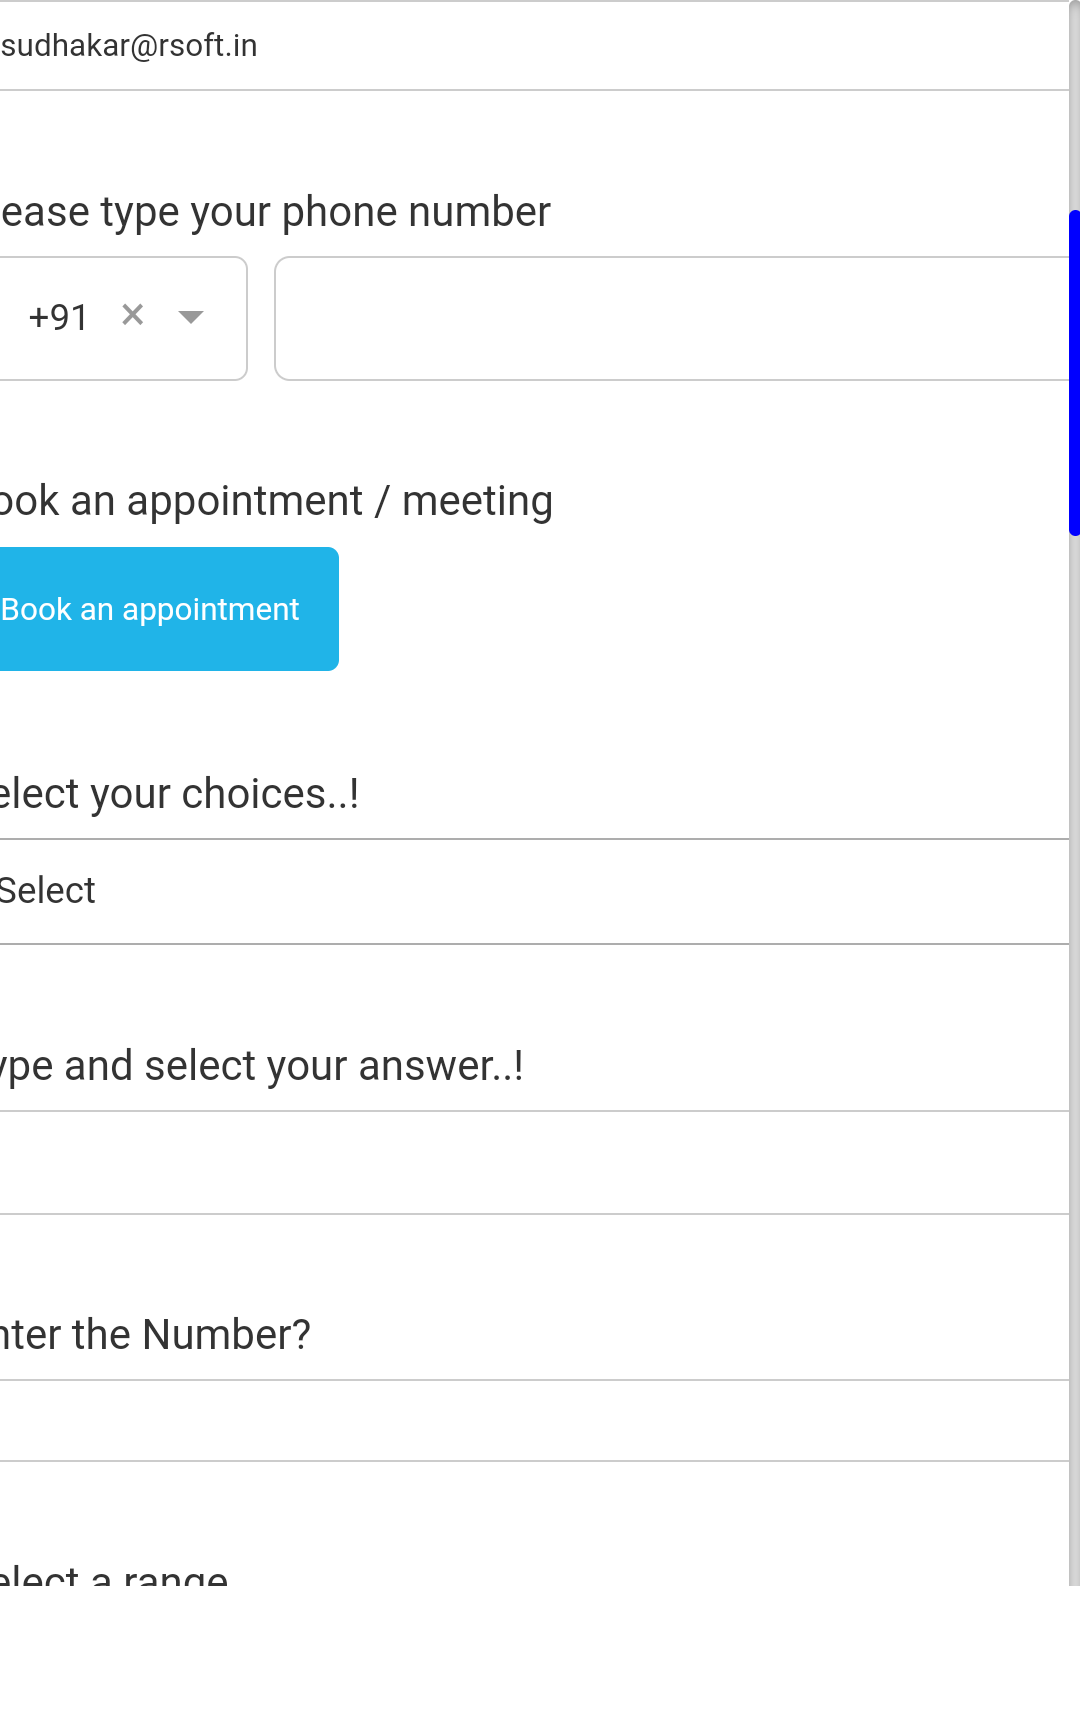 sudhakar@rsoft.in
ease type your phone number
+91
ook an appointment / meeting
Book an appointment
elect your choices..!
Select
ype and select your answer..!
nter the Number?
elect a range